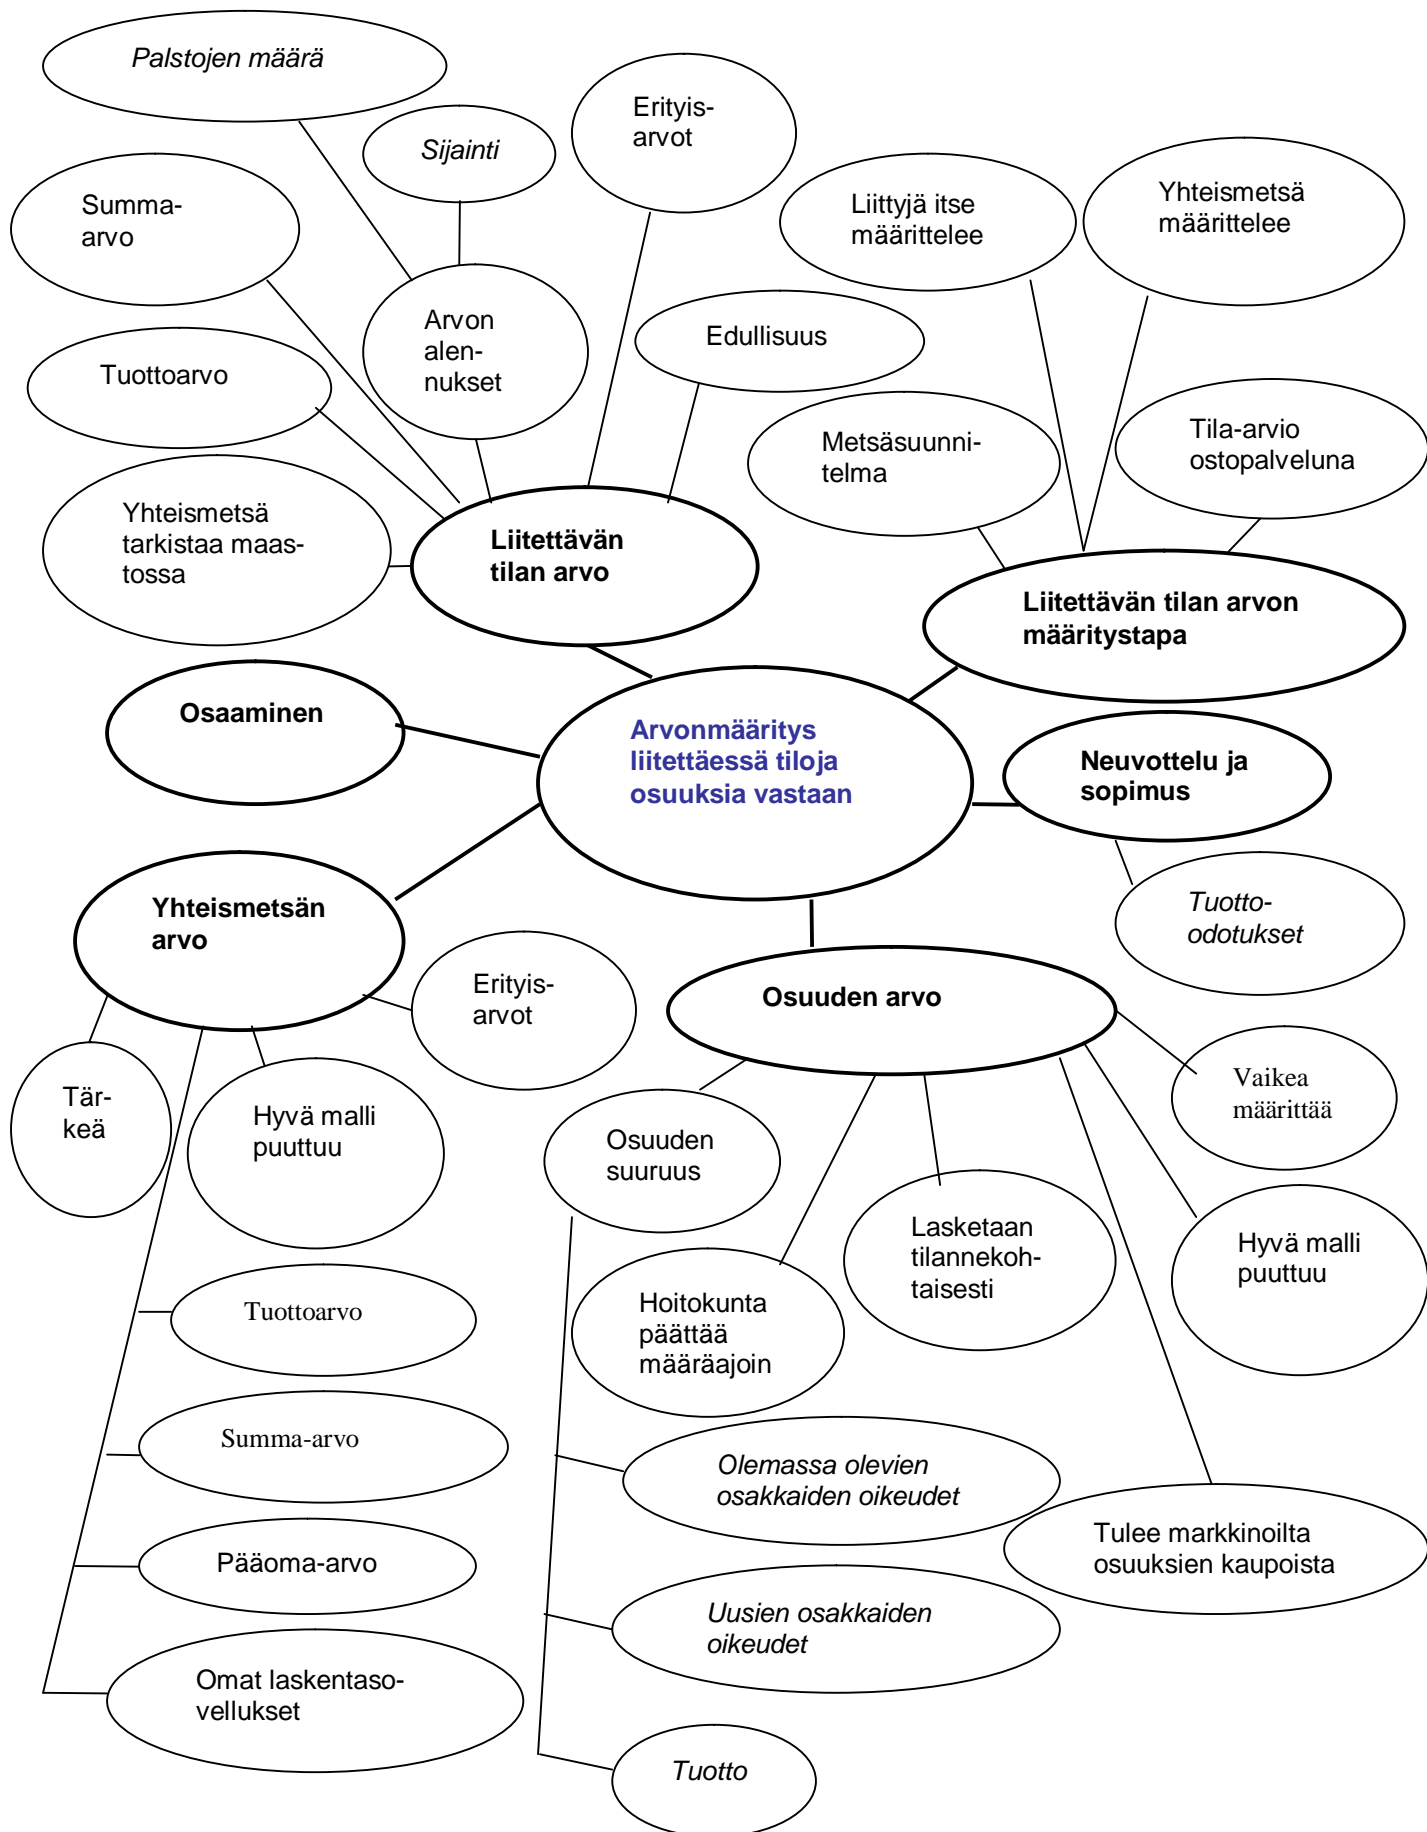 Palstojen määrä
Sijainti
Erityis-
arvot
Summa-
arvo
Liittyjä itse
määrittelee
Yhteismetsä
määrittelee
Arvon
alen-
nukset
Edullisuus
Tuottoarvo
Metsäsuunni-
telma
Tila-arvio
ostopalveluna
Yhteismetsä
tarkistaa maas-
tossa
Liitettävän
tilan arvo
Liitettävän tilan arvon
määritystapa
Osaaminen
Arvonmääritys
liitettäessä tiloja
osuuksia vastaan
Neuvottelu ja
sopimus
Yhteismetsän
arvo
Tuotto-
odotukset
Erityis-
arvot
Osuuden arvo
Tär-
keä
Hyvä malli
puuttuu
Osuuden
suuruus
Vaikea
määrittää
Lasketaan
tilannekoh-
taisesti
Hyvä malli
puuttuu
Tuottoarvo
Hoitokunta
päättää
määräajoin
Summa-arvo
Olemassa olevien
osakkaiden oikeudet
Tulee markkinoilta
osuuksien kaupoista
Pääoma-arvo
Uusien osakkaiden
oikeudet
Omat laskentaso-
vellukset
Tuotto